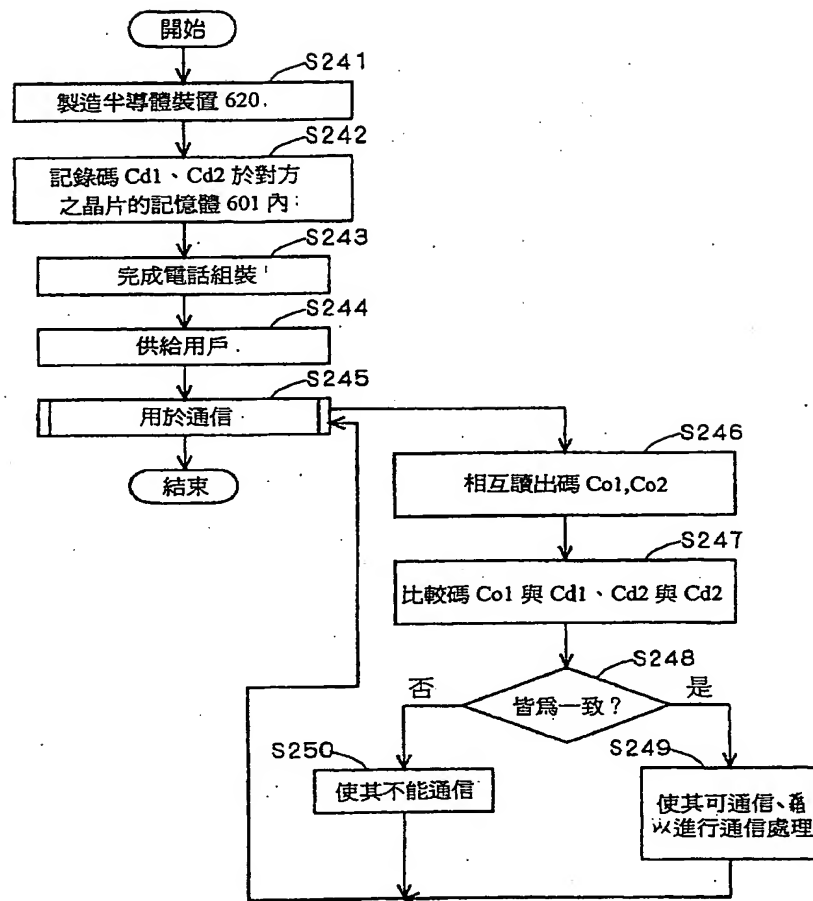 開始
S241
製造半導體裝置 620.
S242
記錄碼 Cd1、Cd2 於對方
之晶片的記憶體 601 內
S243
完成電話組裝
S244
供給用戶
S245
用於通信
結束
S246
相互讀出碼 Co1,Co2
S247
比較碼 Co1 與 Cd1、Cd2 與 Cd2
S248
皆為一致?
否
是
S250
使其不能通信
S249
使其可通信、
以進行通信處理